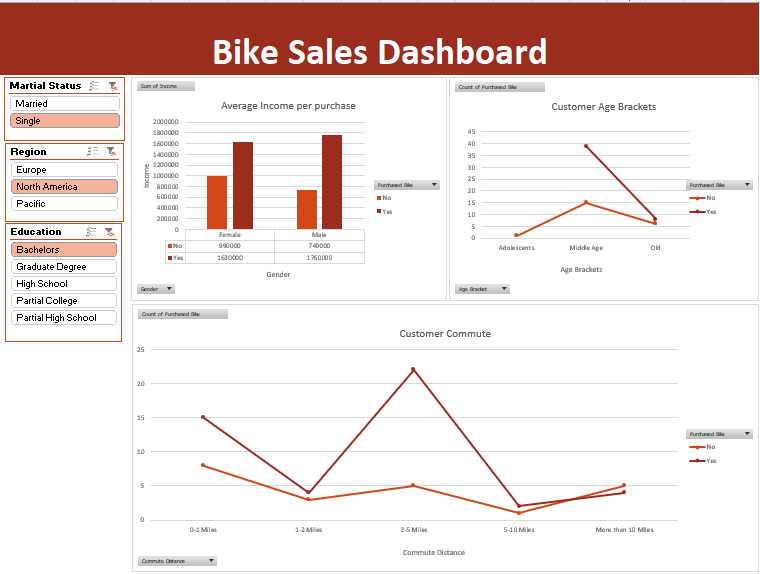 Bike Sales Dashboard
Martial Status
Married
Single
Region
Europe
North America
Pacific
Education
Bachelors
Graduate Degree
High School
Partial College
Partial High School
Sum of Income
Average Income per purchase
2000000
1800000
1600000
1400000
1200000
1000000
800000
600000
400000
200000
0
Income
Female Male
No 990000 740000
Yes 1630000 1760000
Gender
Purchased Bike
No
Yes
Gender
Count of Purchased Bike
Customer Age Brackets
45
40
35
30
25
20
15
10
5
0
Adolescents Middle Age Old
Age Brackets
Purchased Bike
No
Yes
Age Bracket
Count of Purchased Bike
Customer Commute
25
20
15
10
5
0
0-1 Miles 1-2 Miles 2-5 Miles 5-10 Miles More than 10 Miles
Commute Distance
Purchased Bike
No
Yes
Commute Distance